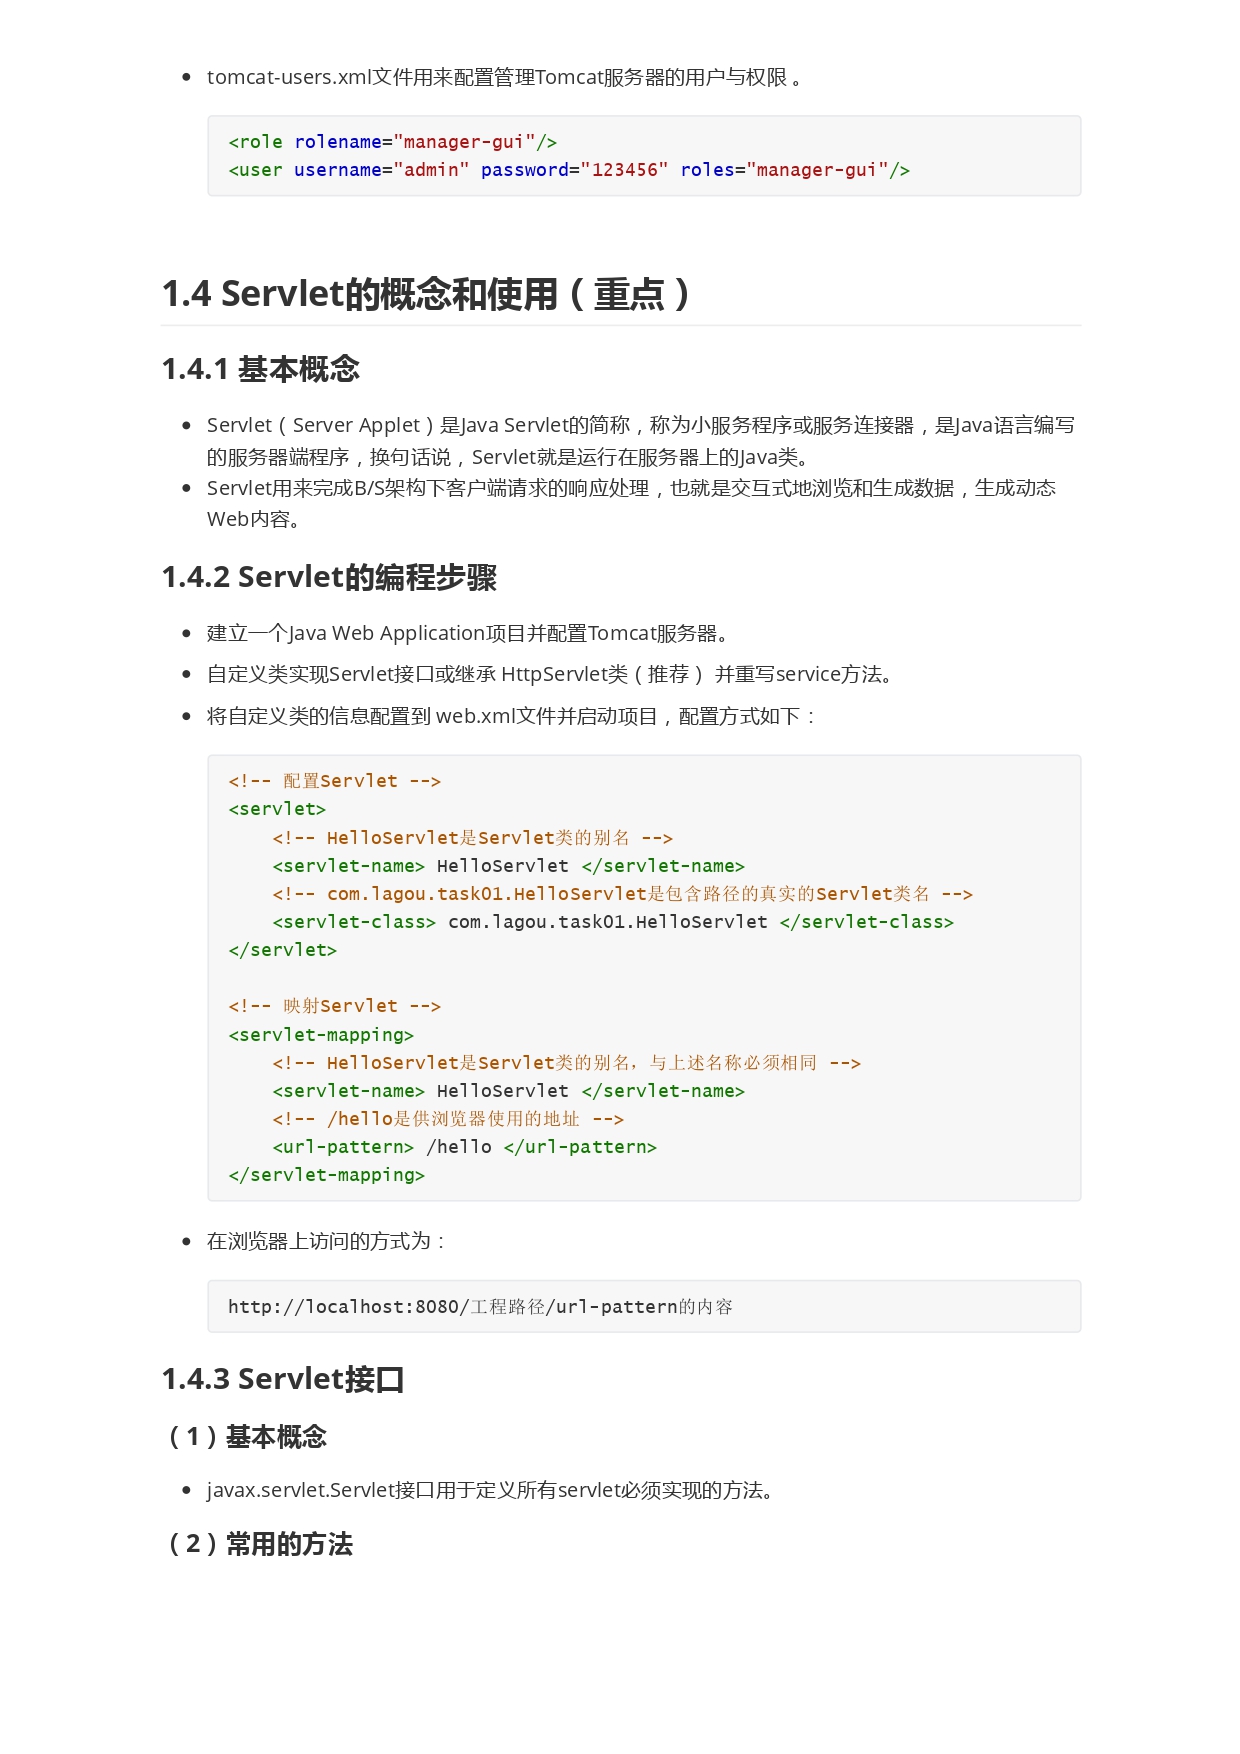 tomcat-users.xml文件用来配置管理Tomcat服务器的用户与权限 。
<role rolename="manager-gui"/>
<user username="admin" password="123456" roles="manager-gui"/>
1.4 Servlet的概念和使用（重点）
1.4.1 基本概念
Servlet（Server Applet）是Java Servlet的简称，称为小服务程序或服务连接器，是Java语言编写
的服务器端程序，换句话说，Servlet就是运行在服务器上的Java类。
Servlet用来完成B/S架构下客户端请求的响应处理，也就是交互式地浏览和生成数据，生成动态
Web内容。
1.4.2 Servlet的编程步骤
建立一个Java Web Application项目并配置Tomcat服务器。
自定义类实现Servlet接口或继承 HttpServlet类（推荐） 并重写service方法。
将自定义类的信息配置到 web.xml文件并启动项目，配置方式如下：
<!-- 配置Servlet -->
<servlet>
    <!-- HelloServlet是Servlet类的别名 -->
    <servlet-name> HelloServlet </servlet-name>
    <!-- com.lagou.task01.HelloServlet是包含路径的真实的Servlet类名 -->
    <servlet-class> com.lagou.task01.HelloServlet </servlet-class>
</servlet>
<!-- 映射Servlet -->
<servlet-mapping>
    <!-- HelloServlet是Servlet类的别名，与上述名称必须相同 -->
    <servlet-name> HelloServlet </servlet-name>
    <!-- /hello是供浏览器使用的地址 -->
    <url-pattern> /hello </url-pattern>
</servlet-mapping>
在浏览器上访问的方式为：
http://localhost:8080/工程路径/url-pattern的内容
1.4.3 Servlet接口
（1）基本概念
javax.servlet.Servlet接口用于定义所有servlet必须实现的方法。
（2）常用的方法